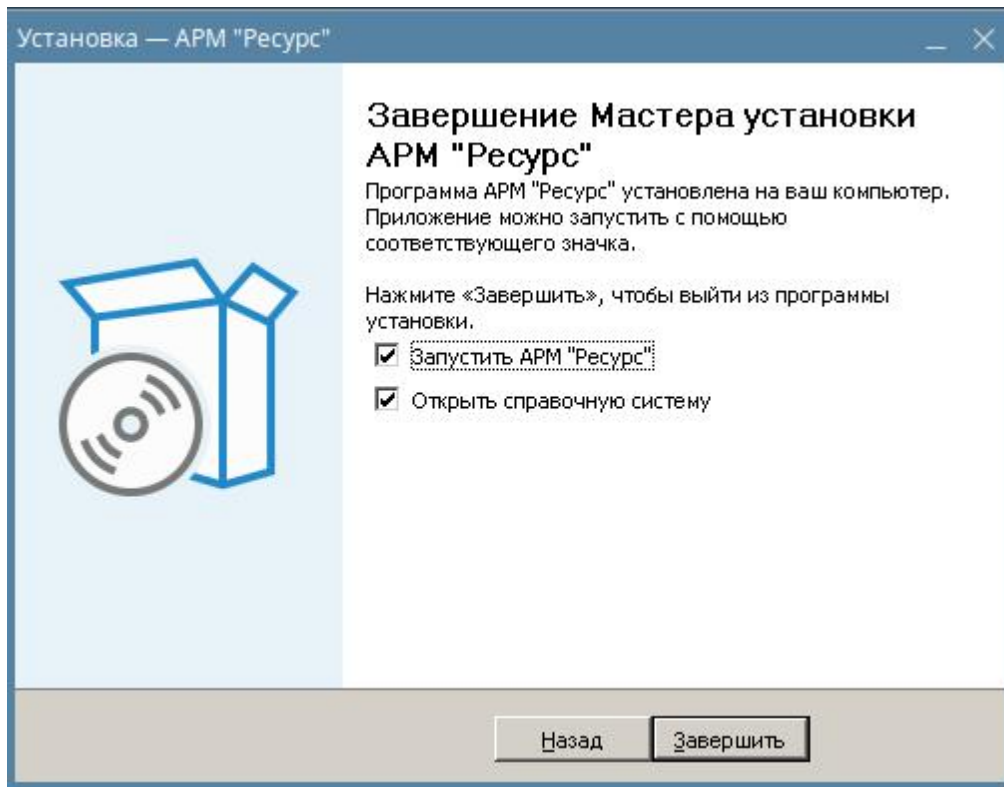 Установка — АРМ "Ресурс"
Завершение Мастера установки
АРМ "Ресурс"
Программа АРМ "Ресурс" установлена на ваш компьютер.
Приложение можно запустить с помощью
соответствующего значка.
Нажмите «Завершить», чтобы выйти из программы
установки.
Запустить АРМ "Ресурс"
Открыть справочную систему
Назад
Завершить